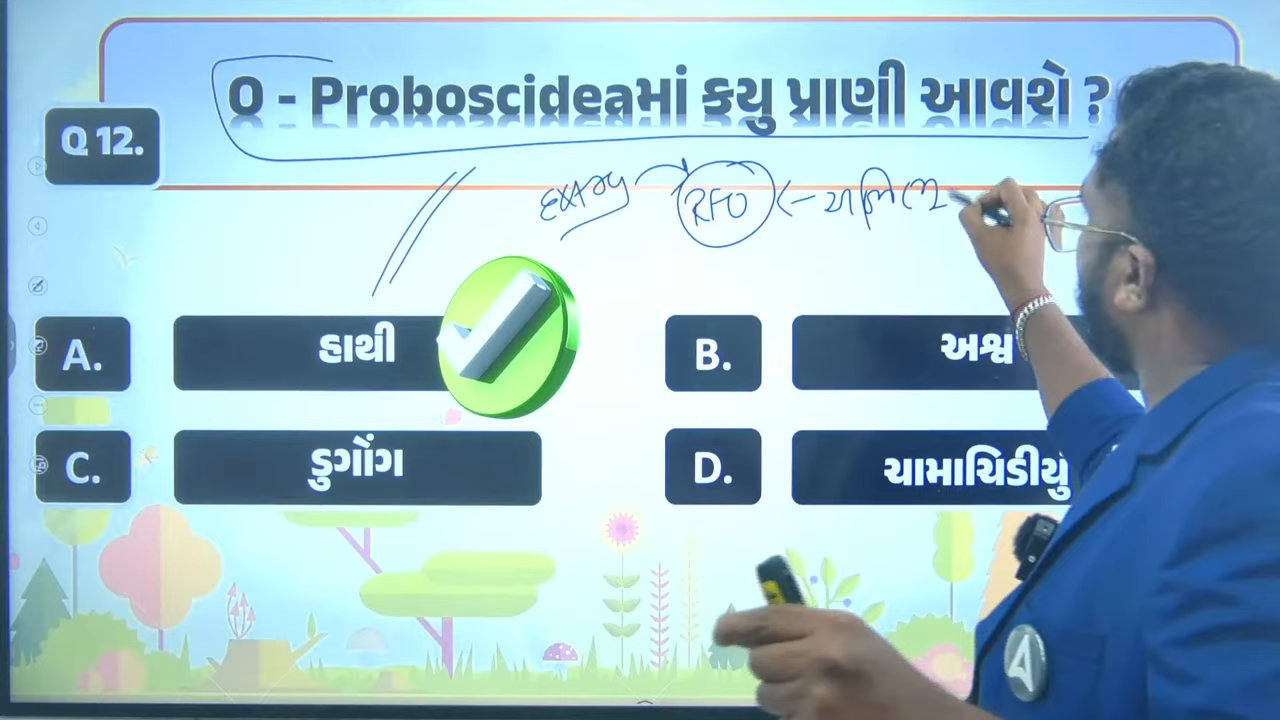 O - Proboscideaમાં કયુ પ્રાણી આવશે ?
Q 12.
RFO
A. હાથી
B. અશ્વ
C. ડુગોંગ
D. ચામાચિડીયું